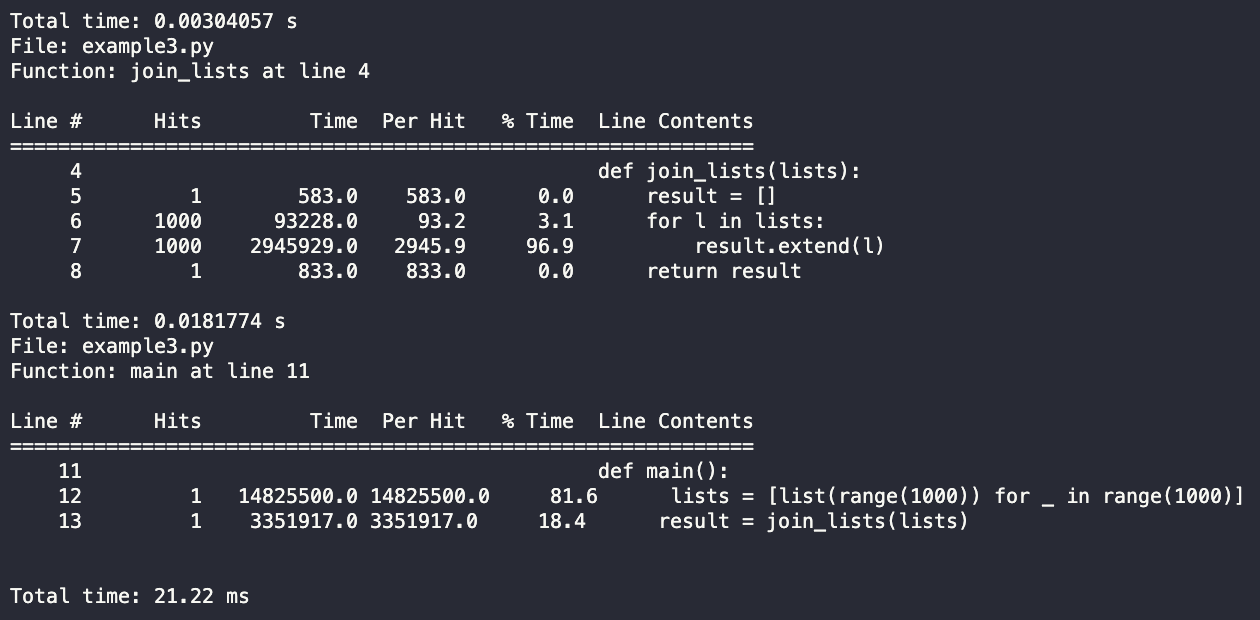 Total time: 0.00304057 s
File: example3.py
Function: join_lists at line 4

Line #      Hits         Time  Per Hit   % Time  Line Contents
==============================================================
     4                                           def join_lists(lists):
     5         1        583.0    583.0      0.0      result = []
     6      1000      93228.0     93.2      3.1      for l in lists:
     7      1000    2945929.0   2945.9     96.9          result.extend(l)
     8         1        833.0    833.0      0.0      return result

Total time: 0.0181774 s
File: example3.py
Function: main at line 11

Line #      Hits         Time  Per Hit   % Time  Line Contents
==============================================================
    11                                           def main():
    12         1   14825500.0 14825500.0     81.6      lists = [list(range(1000)) for _ in range(1000)]
    13         1    3351917.0 3351917.0     18.4      result = join_lists(lists)


Total time: 21.22 ms